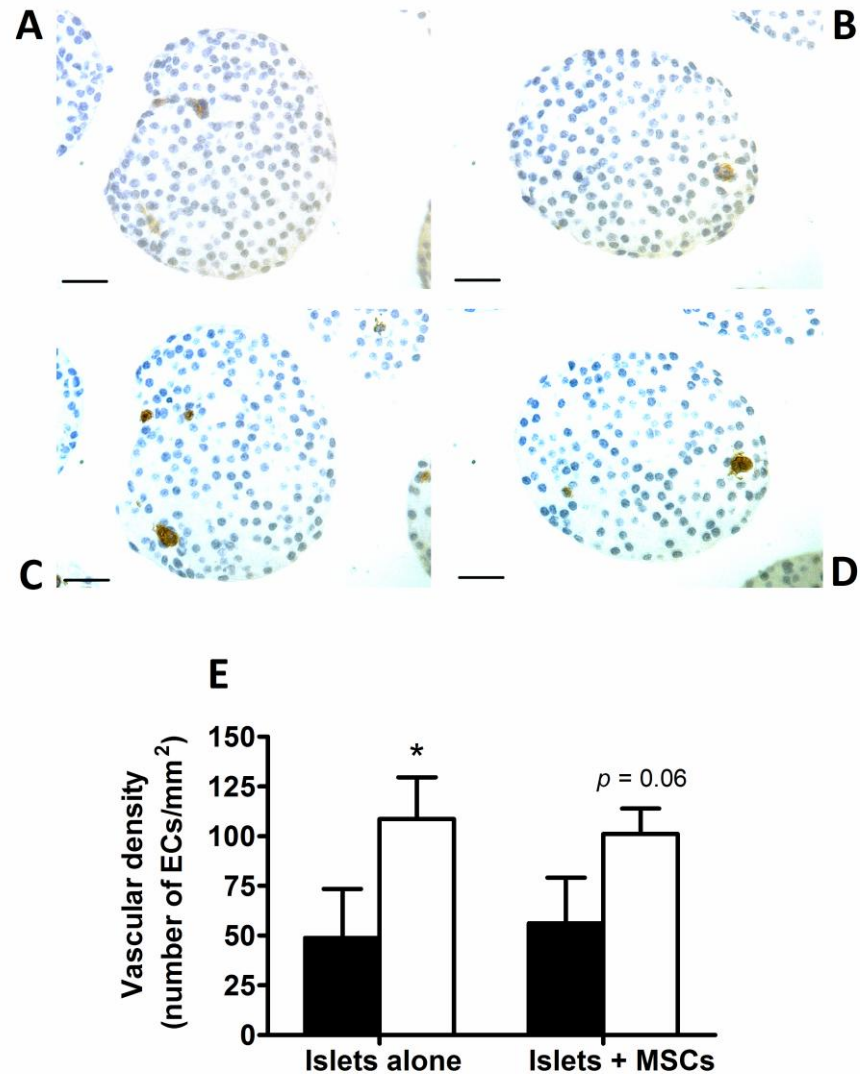 A
B
C
D
E
Vascular density
(number of ECs/mm²)
150
125
100
75
50
25
0
*
p = 0.06
Islets alone
Islets + MSCs